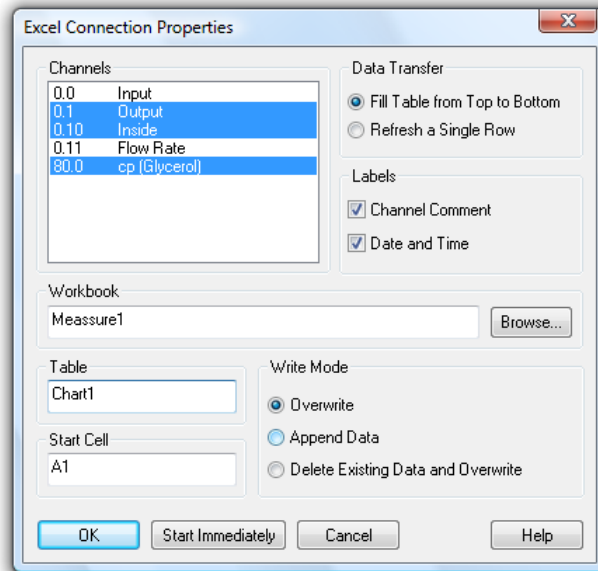 Excel Connection Properties
Channels
0.0 Input
0.1 Output
0.10 Inside
0.11 Flow Rate
80.0 cp (Glycerol)
Data Transfer
Fill Table from Top to Bottom
Refresh a Single Row
Labels
Channel Comment
Date and Time
Workbook
Meassure1
Browse...
Table
Chart1
Start Cell
A1
Write Mode
Overwrite
Append Data
Delete Existing Data and Overwrite
OK
Start Immediately
Cancel
Help